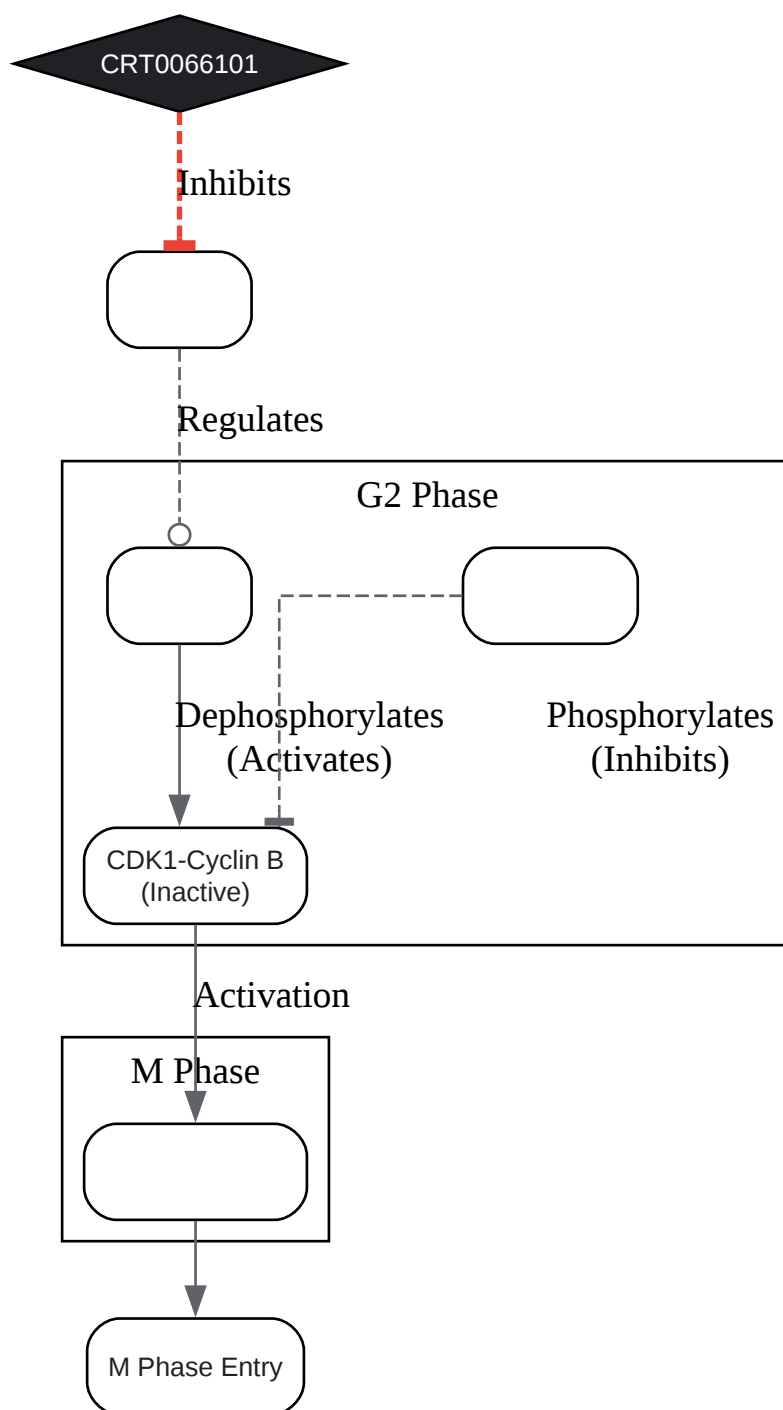 CRT0066101
Inhibits
Regulates
G2 Phase
Dephosphorylates
(Activates)
Phosphorylates
(Inhibits)
CDK1-Cyclin B
(Inactive)
Activation
M Phase
M Phase Entry